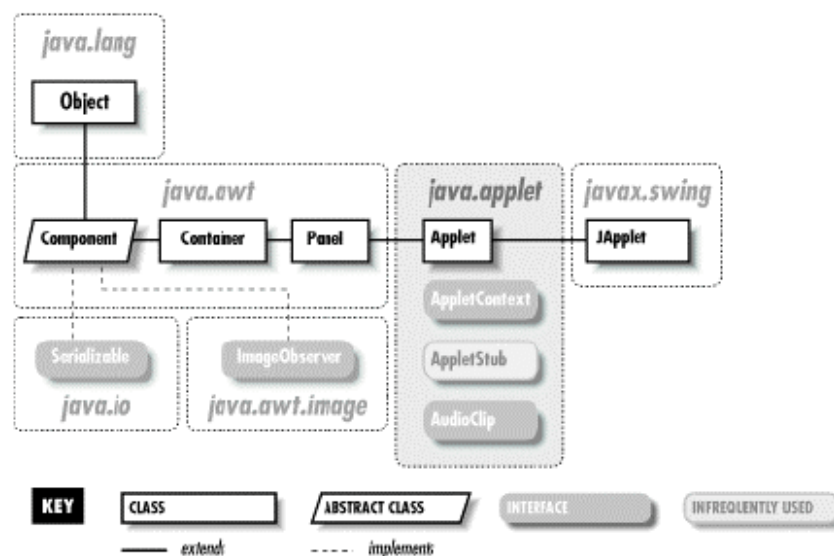 java.lang
Object
java.awt
java.applet
javax.swing
Component
Container
Panel
Applet
JApplet
AppletContext
Serializable
ImageObserver
AppletStub
java.io
java.awt.image
AudioClip
KEY
CLASS
ABSTRACT CLASS
INTERFACE
INFREQUENTLY USED
extends
implements